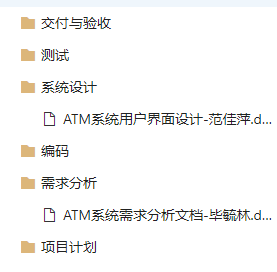 交付与验收
测试
系统设计
ATM系统用户界面设计-范佳萍.d...
编码
需求分析
ATM系统需求分析文档-毕毓林.d...
项目计划